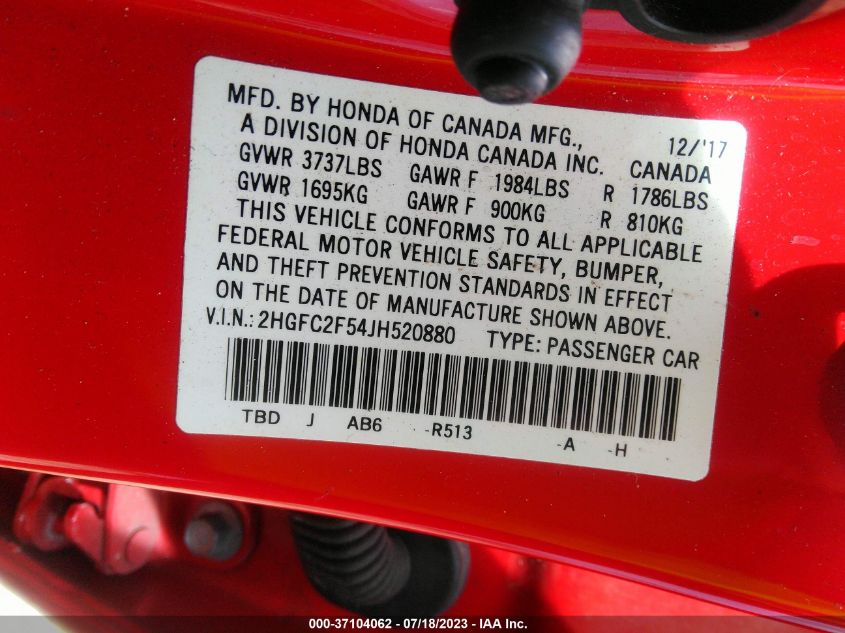 MFD. BY HONDA OF CANADA MFG., 12/'17
A DIVISION OF HONDA CANADA INC. CANADA
GVWR 3737LBS GAWR F 1984LBS R 1786LBS
GVWR 1695KG GAWR F 900KG R 810KG
THIS VEHICLE CONFORMS TO ALL APPLICABLE
FEDERAL MOTOR VEHICLE SAFETY, BUMPER,
AND THEFT PREVENTION STANDARDS IN EFFECT
ON THE DATE OF MANUFACTURE SHOWN ABOVE.
V.I.N.: 2HGFC2F54JH520880 TYPE: PASSENGER CAR
TBD J AB6 -R513 -A -H
000-37104062 - 07/18/2023 - IAA Inc.